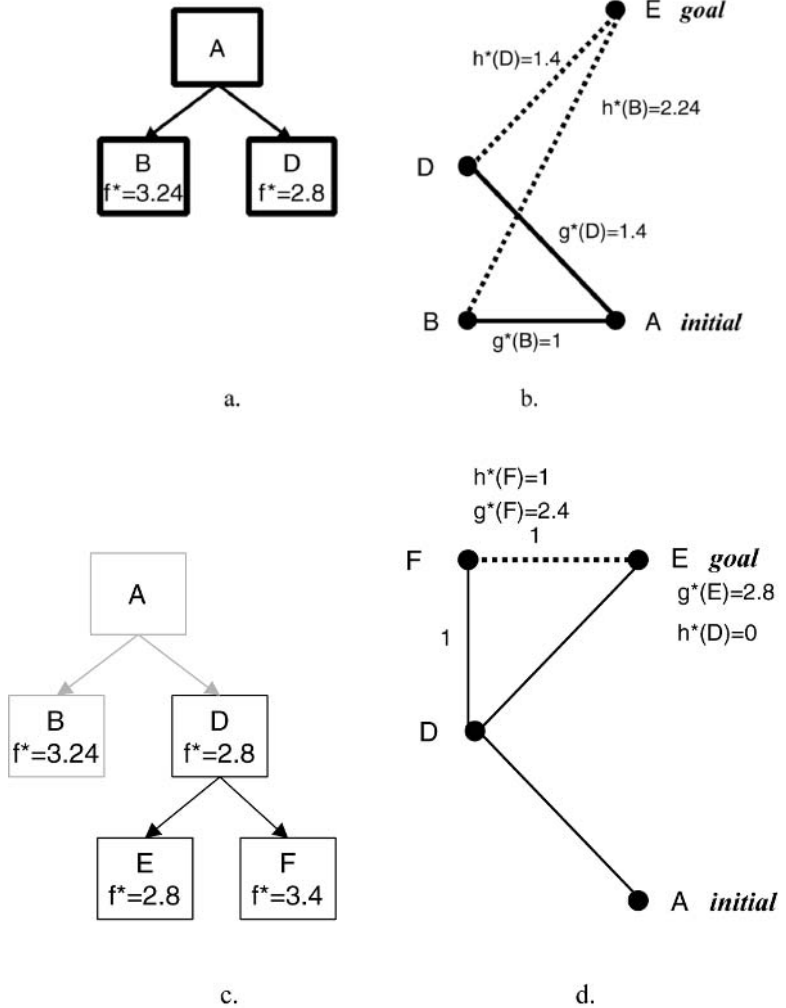 A
B
f*=3.24
D
f*=2.8
a.
E goal
h*(D)=1.4
h*(B)=2.24
D
g*(D)=1.4
B
A initial
g*(B)=1
b.
A
B
f*=3.24
D
f*=2.8
E
f*=2.8
F
f*=3.4
c.
h*(F)=1
g*(F)=2.4
1
F
E goal
g*(E)=2.8
h*(D)=0
1
D
A initial
d.